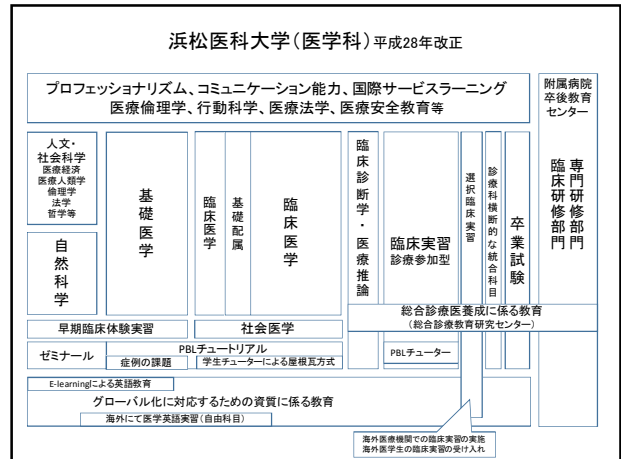 浜松医科大学(医学科)平成28年改正
プロフェッショナリズム、コミュニケーション能力、国際サービスラーニング
医療倫理学、行動科学、医療法学、医療安全教育等
附属病院
卒後教育
センター
専門研修部門
臨床研修部門
人文・
社会科学
医療経済
医療人類学
倫理学
法学
哲学等
自然科学
基礎医学
臨床医学
基礎配属
臨床医学
臨床診断学・医療推論
臨床実習
診療参加型
選択臨床実習
診療科横断的な統合科目
卒業試験
総合診療医養成に係る教育
(総合診療教育研究センター)
早期臨床体験実習
社会医学
ゼミナール
PBLチュートリアル
症例の課題
学生チューターによる屋根瓦方式
PBLチューター
E-learningによる英語教育
グローバル化に対応するための資質に係る教育
海外にて医学英語実習(自由科目)
海外医療機関での臨床実習の実施
海外医学生の臨床実習の受け入れ